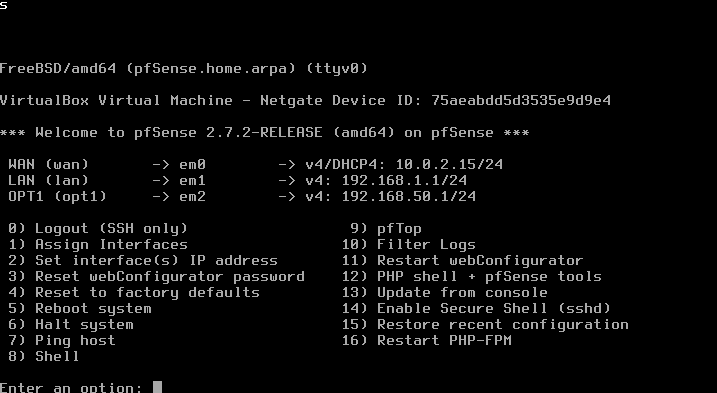 s
FreeBSD/amd64 (pfSense.home.arpa) (ttyv0)
VirtualBox Virtual Machine - Netgate Device ID: 75aeabdd5d3535e9d9e4
*** Welcome to pfSense 2.7.2-RELEASE (amd64) on pfSense ***
WAN (wan)       -> em0        -> v4/DHCP4: 10.0.2.15/24
LAN (lan)       -> em1        -> v4: 192.168.1.1/24
OPT1 (opt1)     -> em2        -> v4: 192.168.50.1/24
0) Logout (SSH only)                  9) pfTop
1) Assign Interfaces                 10) Filter Logs
2) Set interface(s) IP address       11) Restart webConfigurator
3) Reset webConfigurator password    12) PHP shell + pfSense tools
4) Reset to factory defaults         13) Update from console
5) Reboot system                     14) Enable Secure Shell (sshd)
6) Halt system                       15) Restore recent configuration
7) Ping host                         16) Restart PHP-FPM
8) Shell
Enter an option: